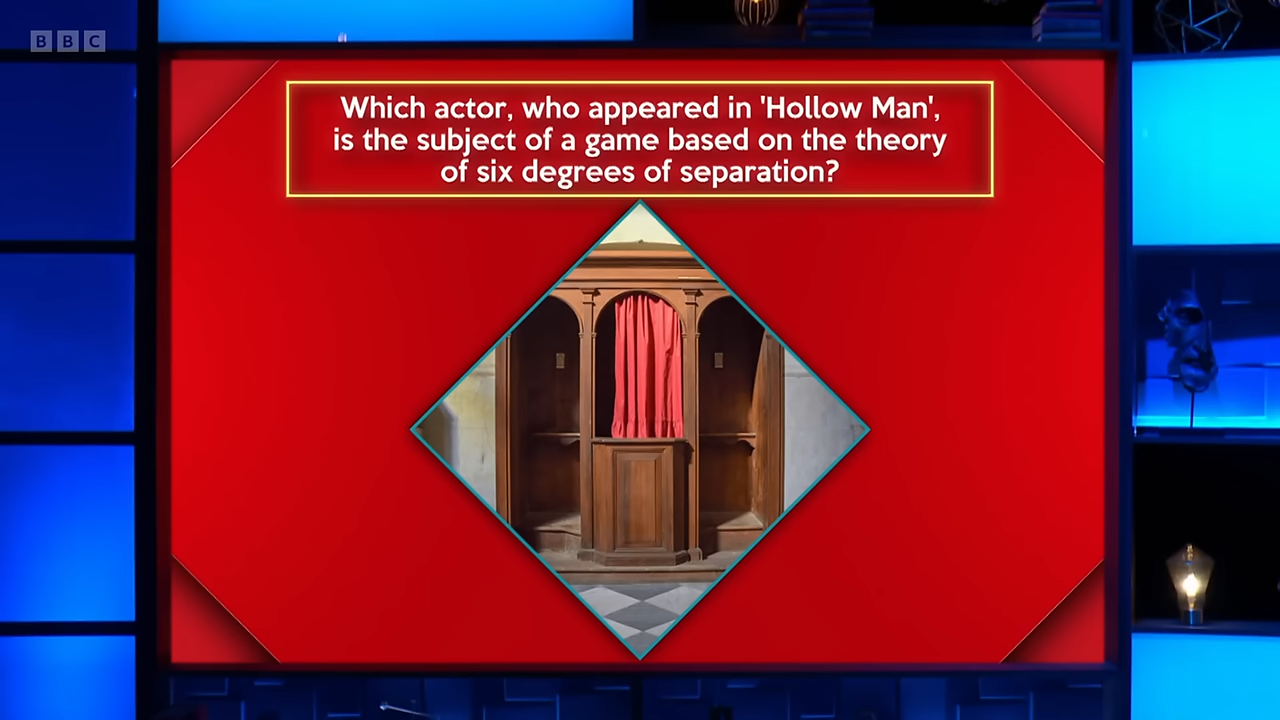 BBC
Which actor, who appeared in 'Hollow Man',
is the subject of a game based on the theory
of six degrees of separation?